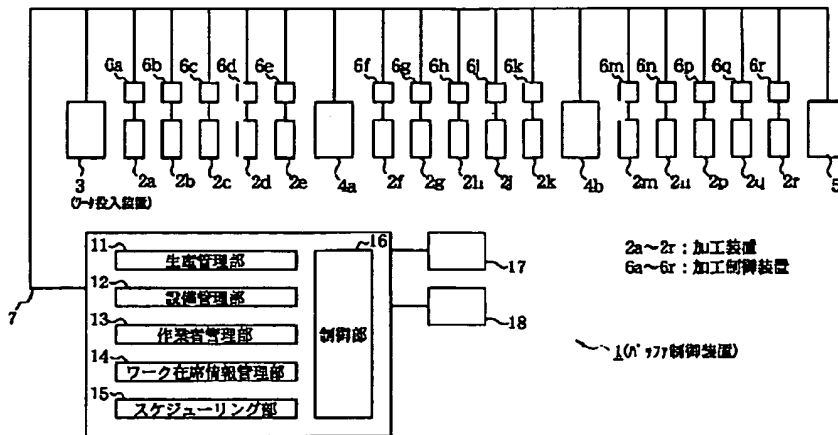 6a 6b 6c 6d 6e 6f 6g 6h 6j 6k 6m 6n 6p 6q 6r
3 2a 2b 2c 2d 2e 4a 2f 2g 2h 2j 2k 4b 2m 2n 2p 2q 2r 5
(ワーク投入装置)
11 生産管理部
12 設備管理部
13 作業者管理部
14 ワーク在席情報管理部
15 スケジューリング部
16
制御部
17
18
7
2a～2r：加工装置
6a～6r：加工制御装置
1(バッファ制御装置)